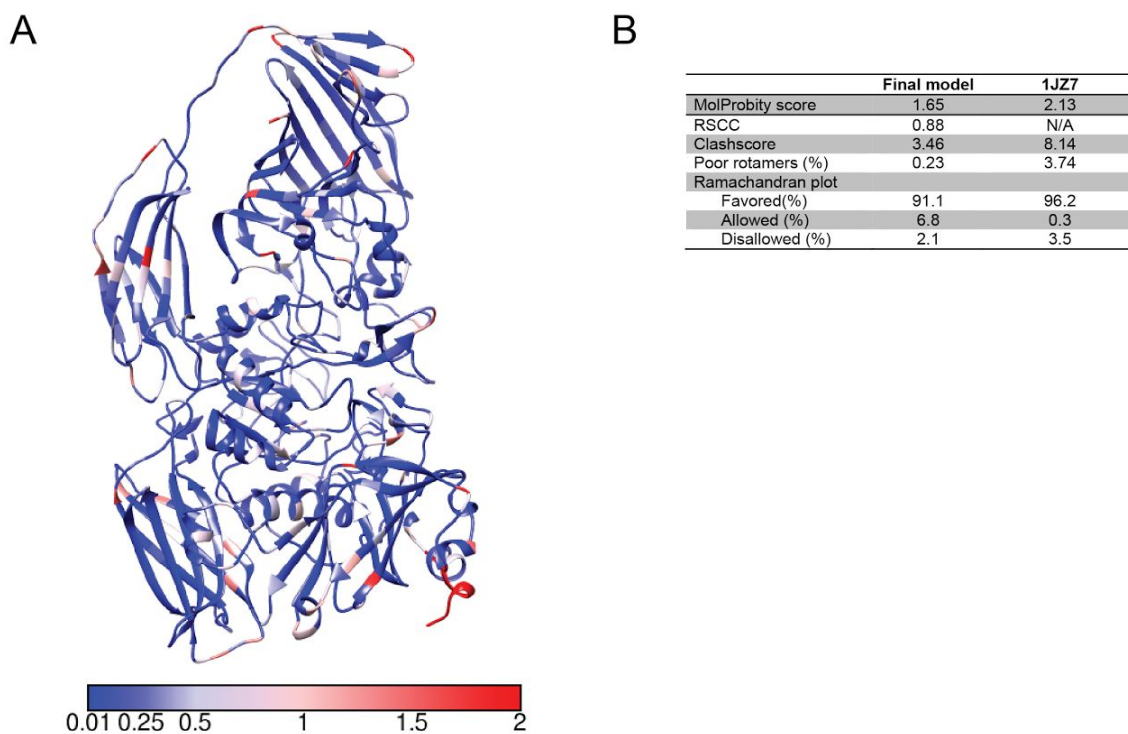 A
B
Final model 1JZ7
MolProbity score 1.65 2.13
RSCC 0.88 N/A
Clashscore 3.46 8.14
Poor rotamers (%) 0.23 3.74
Ramachandran plot
Favored(%) 91.1 96.2
Allowed (%) 6.8 0.3
Disallowed (%) 2.1 3.5
0.01 0.25 0.5 1 1.5 2